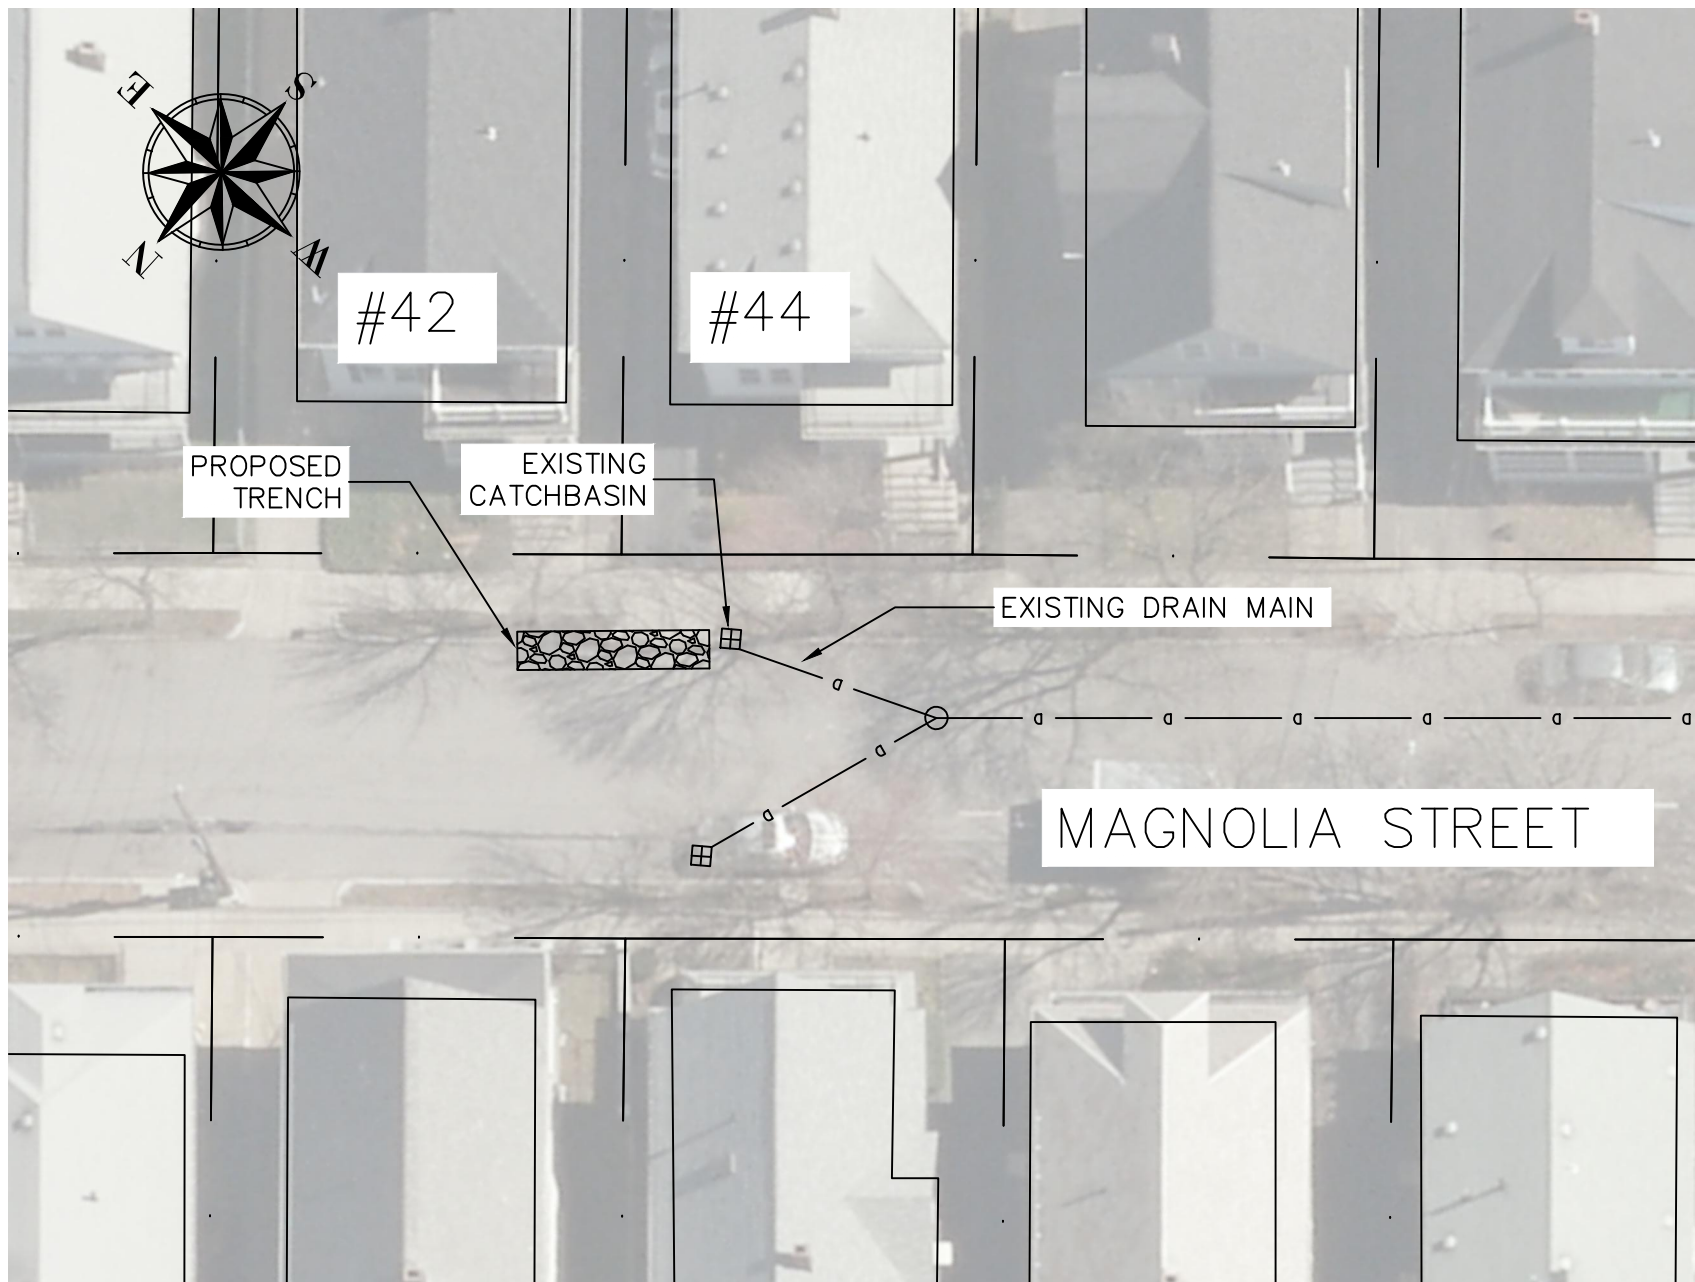 E
S
N
W
#42
#44
PROPOSED
TRENCH
EXISTING
CATCHBASIN
EXISTING DRAIN MAIN
D
D
D
D
D
D
D
D
D
MAGNOLIA STREET